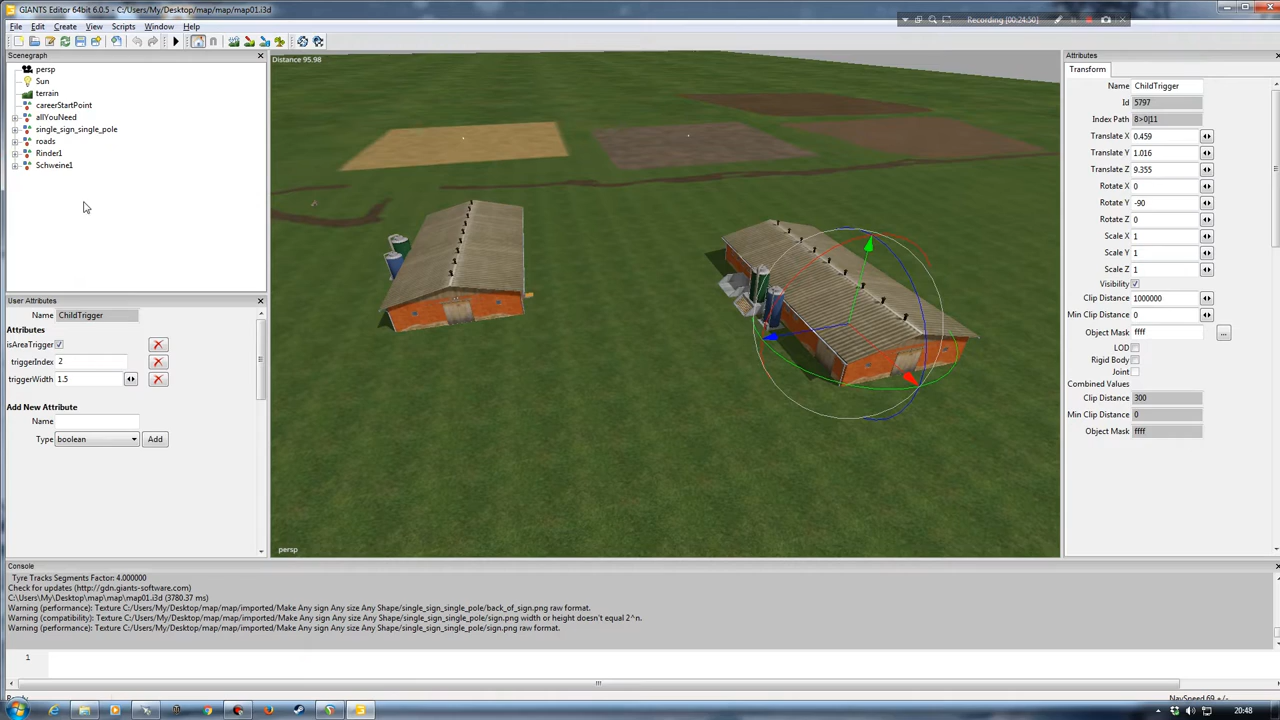 GIANTS Editor 64bit 6.0.5 - C:/Users/My/Desktop/map/map01.i3d
Recording [00:24:50]
File Edit Create View Scripts Window Help
Scenegraph
persp
Sun
terrain
careerStartPoint
allYouNeed
single_sign_single_pole
roads
Rinder1
Schweine1
User Attributes
Name ChildTrigger
Attributes
isAreaTrigger
triggerIndex 2
triggerWidth 1.5
Add New Attribute
Name
Type boolean Add
Distance 95.98
persp
Attributes
Transform
Name ChildTrigger
Id 5797
Index Path 8>0|11
Translate X 0.459
Translate Y 1.016
Translate Z 9.355
Rotate X 0
Rotate Y -90
Rotate Z 0
Scale X 1
Scale Y 1
Scale Z 1
Visibility
Clip Distance 1000000
Min Clip Distance 0
Object Mask ffff ...
LOD
Rigid Body
Joint
Combined Values
Clip Distance 300
Min Clip Distance 0
Object Mask ffff
Console
Tyre Tracks Segments Factor: 4.000000
Check for updates (http://gdn.giants-software.com)
C:\Users\My\Desktop\map\map\map01.i3d (3780.37 ms)
Warning (performance): Texture C:/Users/My/Desktop/map/map/imported/Make Any sign Any size Any Shape/single_sign_single_pole/back_of_sign.png raw format.
Warning (compatibility): Texture C:/Users/My/Desktop/map/map/imported/Make Any sign Any size Any Shape/single_sign_single_pole/sign.png width or height doesn't equal 2^n.
Warning (performance): Texture C:/Users/My/Desktop/map/map/imported/Make Any sign Any size Any Shape/single_sign_single_pole/sign.png raw format.
1
NavSpeed 69 +/-
20:48